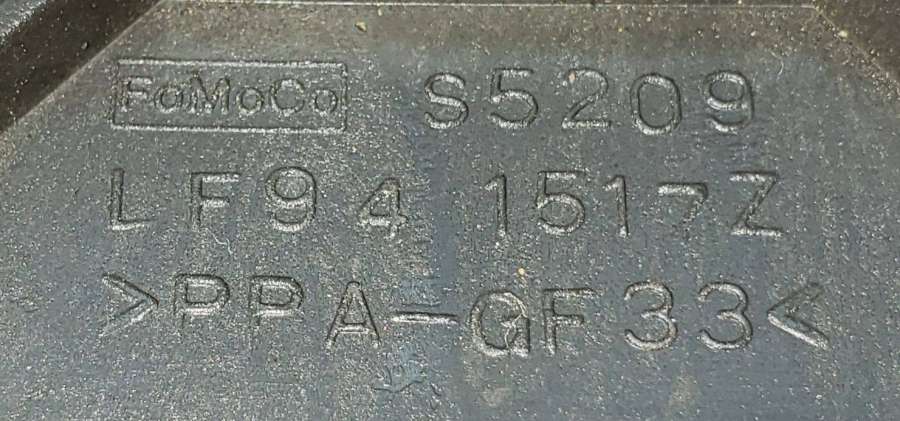 FoMoCo S5209
LF94 1517Z
>PPA-GF33<